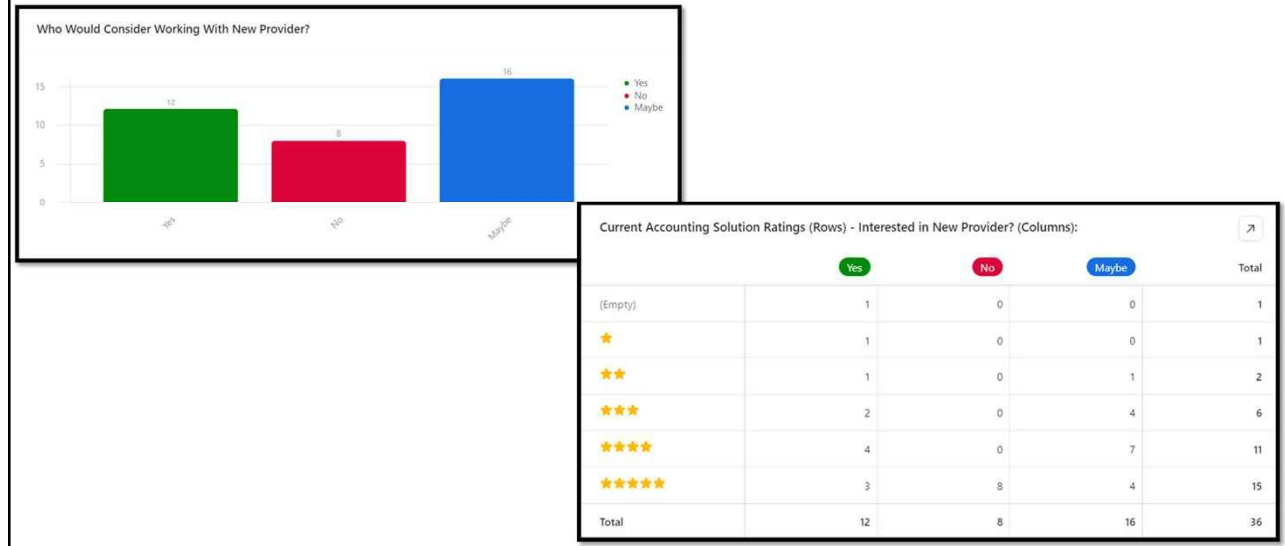 Who Would Consider Working With New Provider?
16
15
Yes
12
No
Maybe
10
8
5
0
Yes
No
Maybe
Current Accounting Solution Ratings (Rows) - Interested in New Provider? (Columns):
Yes No Maybe Total
(Empty) 1 0 0 1
1 0 0 1
1 0 1 2
2 0 4 6
4 0 7 11
3 8 4 15
Total 12 8 16 36